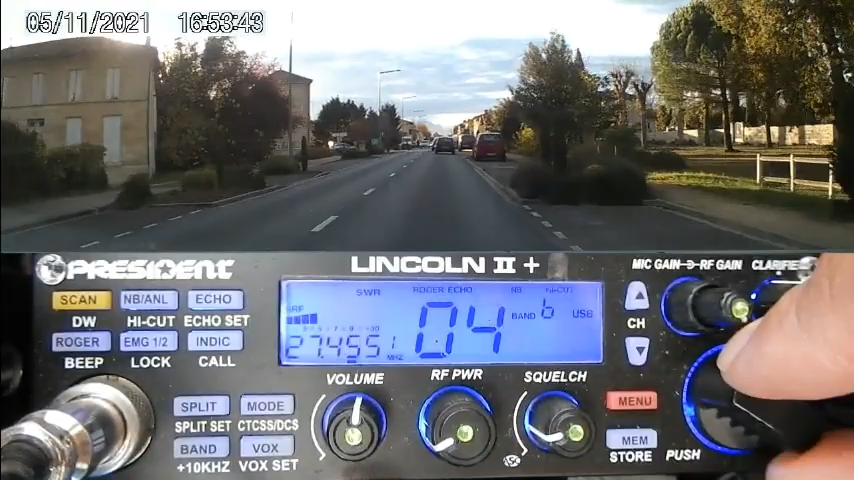 05/11/2021 16:53:43
PRESIDENT LINCOLN II + MIC GAIN RF GAIN CLARIFIER
SCAN NB/ANL ECHO
DW HI-CUT ECHO SET
ROGER EMG 1/2 INDIC
BEEP LOCK CALL
SWR ROGER ECHO NB HI-CUT
04 BAND b USB
27.455 MHZ
CH
VOLUME RF PWR SQUELCH
SPLIT MODE
SPLIT SET CTCSS/DCS
BAND VOX
+10KHZ VOX SET
MENU
MEM
STORE PUSH